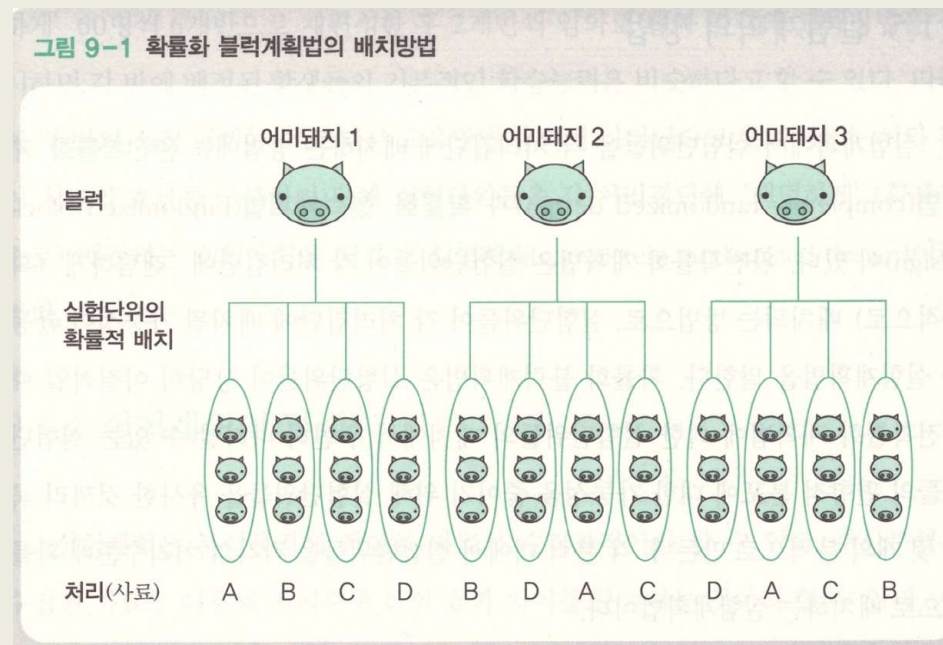 그림 9-1 확률화 블럭계획법의 배치방법
어미돼지 1 어미돼지 2 어미돼지 3
블럭
실험단위의
확률적 배치
처리(사료) A B C D B D A C D A C B